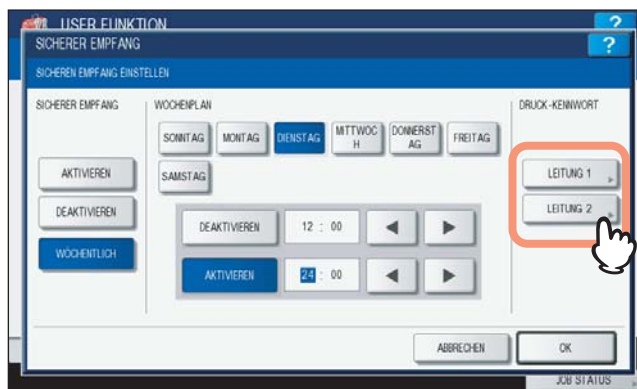 USER FUNKTION
?
SICHERER EMPFANG
?
SICHEREN EMPFANG EINSTELLEN
SICHERER EMPFANG
WOCHENPLAN
DRUCK-KENNWORT
SONNTAG
MONTAG
DIENSTAG
MITTWOC
H
DONNERST
AG
FREITAG
SAMSTAG
AKTIVIEREN
DEAKTIVIEREN
WÖCHENTLICH
DEAKTIVIEREN
12 : 00
AKTIVIEREN
24 : 00
LEITUNG 1
LEITUNG 2
ABBRECHEN
OK
JOB STATUS